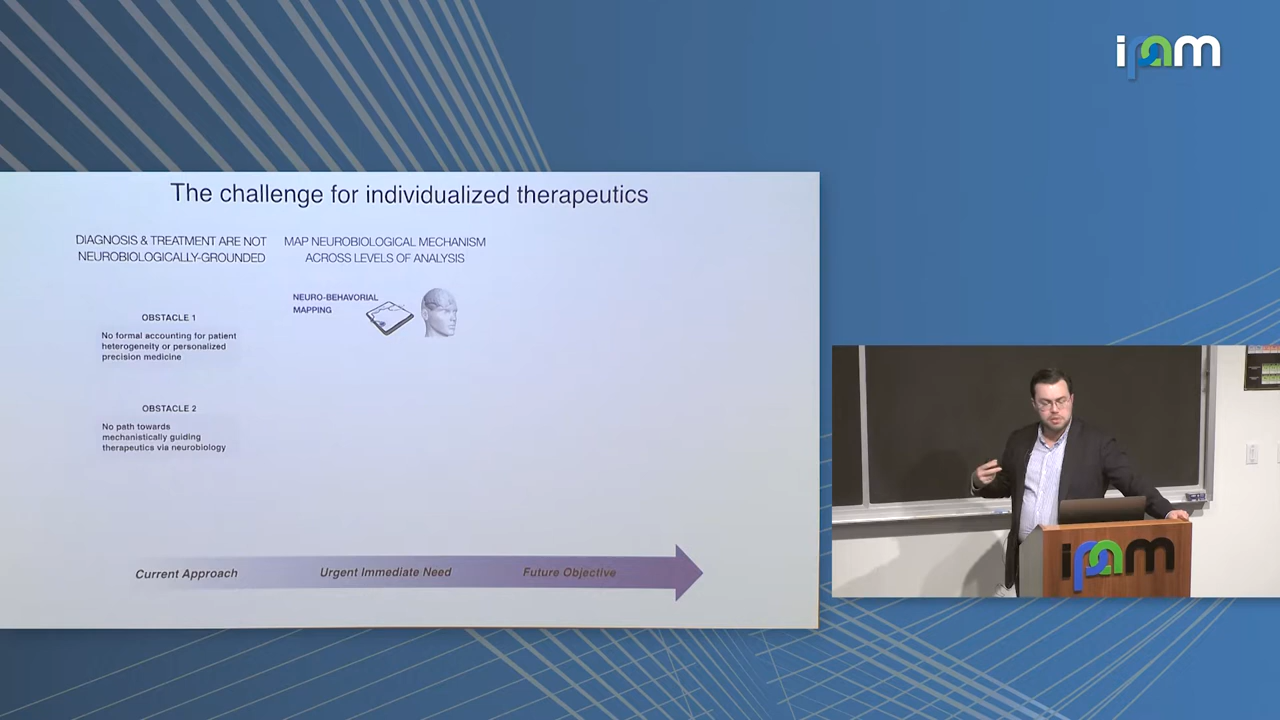 ipam
The challenge for individualized therapeutics
DIAGNOSIS & TREATMENT ARE NOT
NEUROBIOLOGICALLY-GROUNDED
MAP NEUROBIOLOGICAL MECHANISM
ACROSS LEVELS OF ANALYSIS
NEURO-BEHAVORIAL
MAPPING
OBSTACLE 1
No formal accounting for patient
heterogeneity or personalized
precision medicine
OBSTACLE 2
No path towards
mechanistically guiding
therapeutics via neurobiology
Current Approach
Urgent Immediate Need
Future Objective
ipam